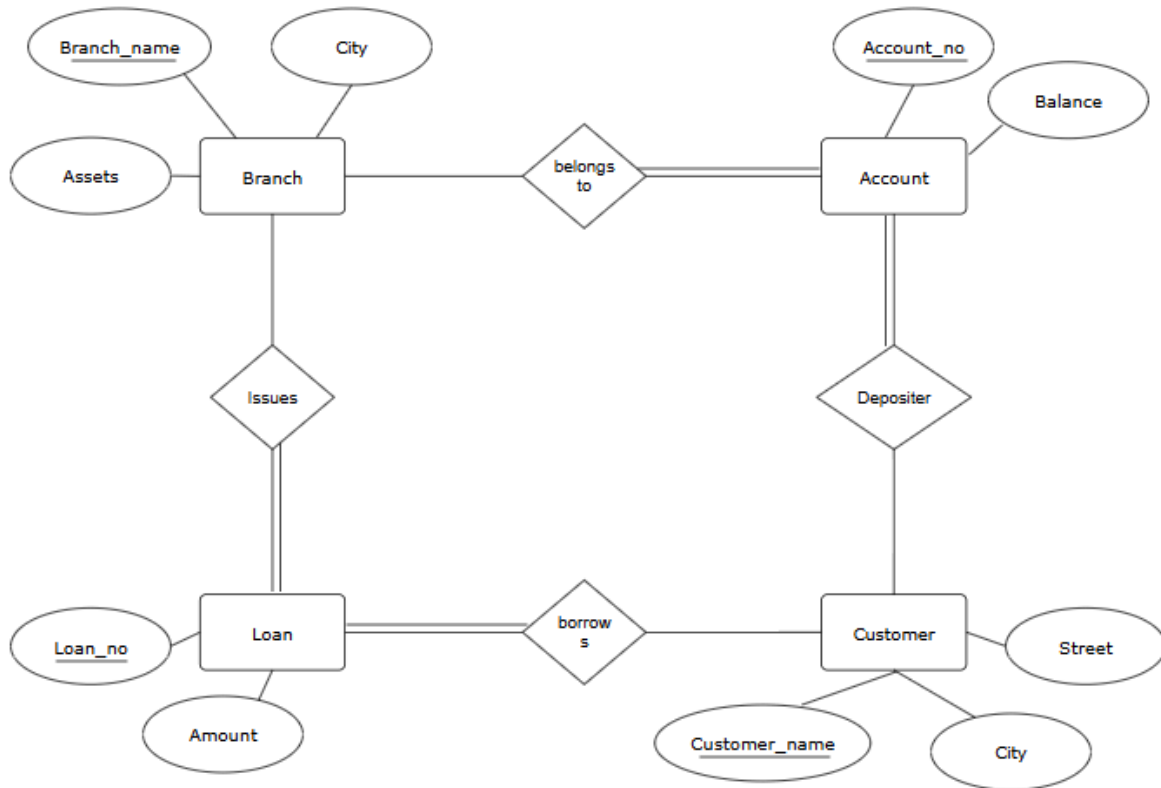 Branch_name
City
Account_no
Balance
Assets
Branch
belongs
to
Account
Issues
Depositer
Loan_no
Loan
borrow
s
Customer
Street
Amount
Customer_name
City